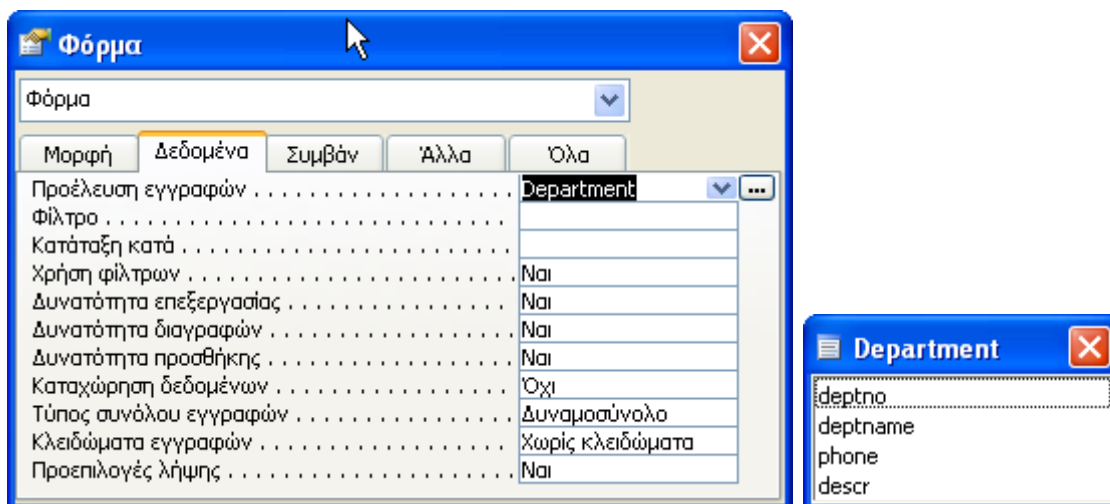 Φόρμα
Φόρμα
Μορφή Δεδομένα Συμβάν Άλλα Όλα
Προέλευση εγγραφών . . . . . . . . . . . . . . . . . . . . Department ...
Φίλτρο . . . . . . . . . . . . . . . . . . . . . . . . . . . . . .
Κατάταξη κατά . . . . . . . . . . . . . . . . . . . . . . . . .
Χρήση φίλτρων . . . . . . . . . . . . . . . . . . . . . . . . . Ναι
Δυνατότητα επεξεργασίας . . . . . . . . . . . . . . . . . Ναι
Δυνατότητα διαγραφών . . . . . . . . . . . . . . . . . . . Ναι
Δυνατότητα προσθήκης . . . . . . . . . . . . . . . . . . . Ναι
Καταχώρηση δεδομένων . . . . . . . . . . . . . . . . . . Όχι
Τύπος συνόλου εγγραφών . . . . . . . . . . . . . . . . . Δυναμοσύνολο
Κλειδώματα εγγραφών . . . . . . . . . . . . . . . . . . . Χωρίς κλειδώματα
Προεπιλογές λήψης . . . . . . . . . . . . . . . . . . . . . . Ναι
Department
deptno
deptname
phone
descr